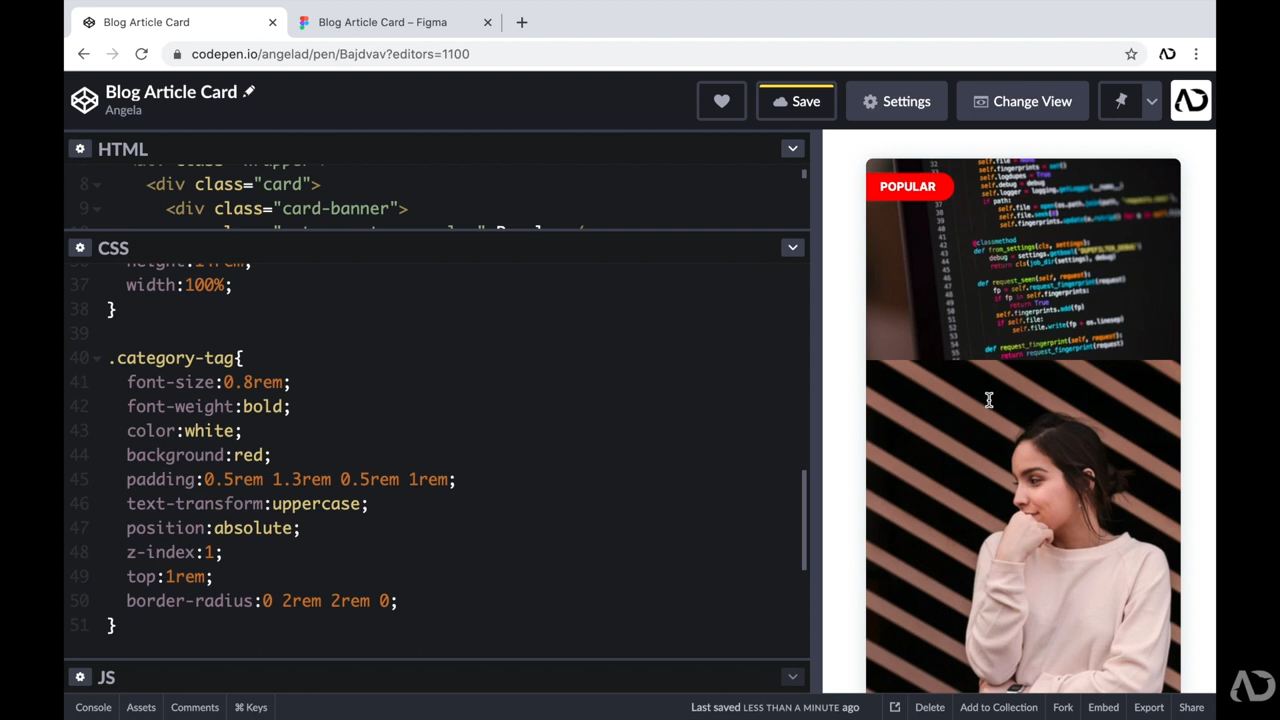 Blog Article Card
Blog Article Card – Figma
codepen.io/angelad/pen/Bajdvav?editors=1100
Blog Article Card
Angela
Save
Settings
Change View
HTML
8 <div class="card">
9 <div class="card-banner">
CSS
37 width:100%;
38 }
39
40 .category-tag{
41 font-size:0.8rem;
42 font-weight:bold;
43 color:white;
44 background:red;
45 padding:0.5rem 1.3rem 0.5rem 1rem;
46 text-transform:uppercase;
47 position:absolute;
48 z-index:1;
49 top:1rem;
50 border-radius:0 2rem 2rem 0;
51 }
JS
POPULAR
Console Assets Comments ⌘ Keys
Last saved LESS THAN A MINUTE ago
Delete Add to Collection Fork Embed Export Share